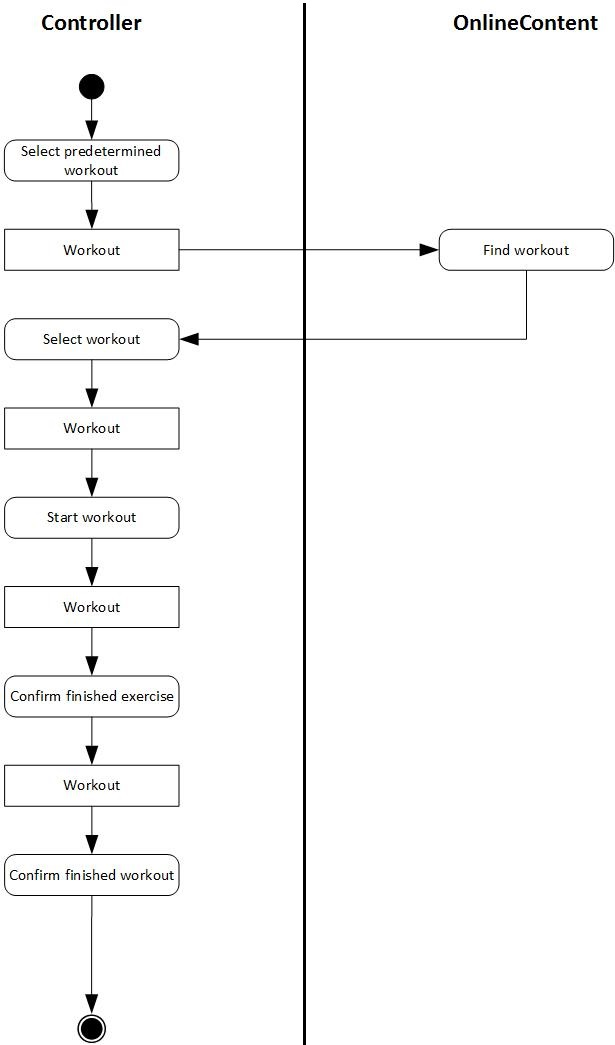 Controller
OnlineContent
Select predetermined
workout
Workout
Find workout
Select workout
Workout
Start workout
Workout
Confirm finished exercise
Workout
Confirm finished workout